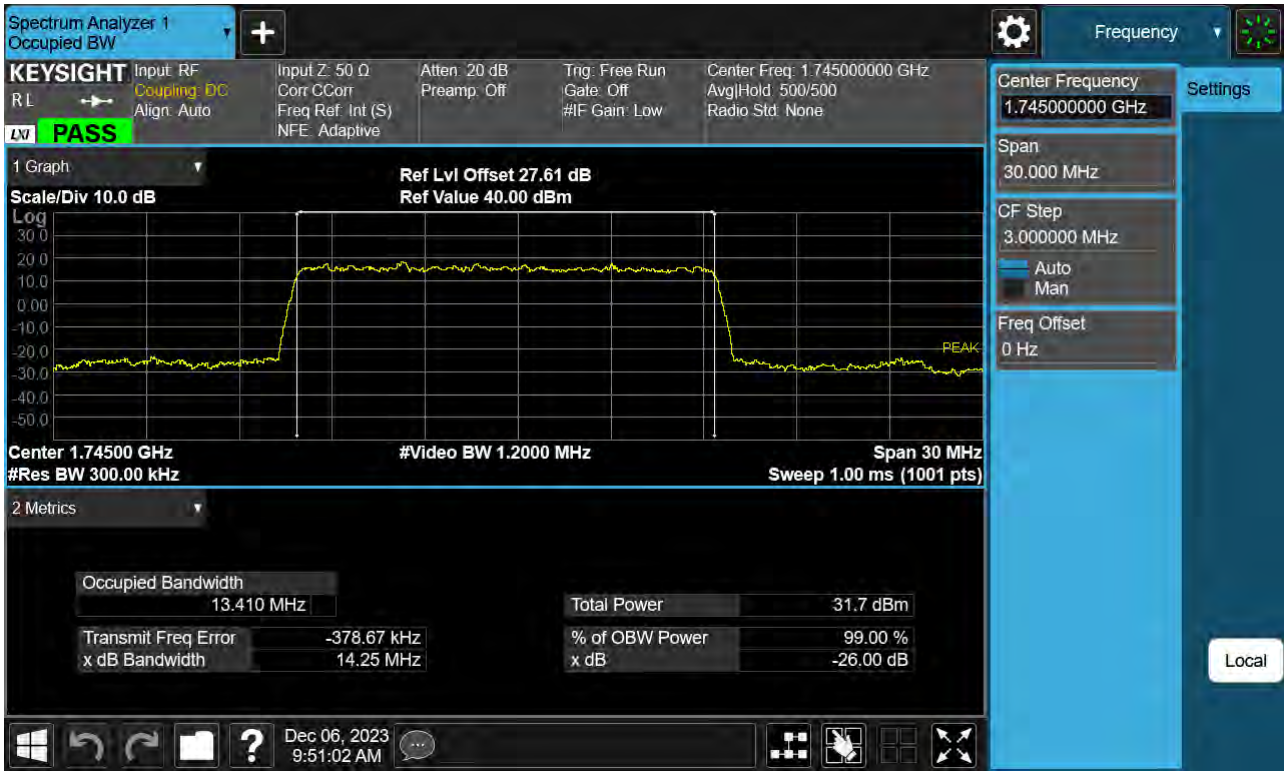 Spectrum Analyzer 1
Occupied BW
+
Frequency
KEYSIGHT
RL
LXI PASS
Input: RF
Coupling: DC
Align: Auto
Input Z: 50 Ω
Corr CCorr
Freq Ref: Int (S)
NFE: Adaptive
Atten: 20 dB
Preamp: Off
Trig: Free Run
Gate: Off
#IF Gain: Low
Center Freq: 1.745000000 GHz
Avg|Hold: 500/500
Radio Std: None
Center Frequency
1.745000000 GHz
Settings
Span
30.000 MHz
CF Step
3.000000 MHz
Auto
Man
Freq Offset
0 Hz
Local
1 Graph
Scale/Div 10.0 dB
Ref Lvl Offset 27.61 dB
Ref Value 40.00 dBm
Log
30.0
20.0
10.0
0.00
-10.0
-20.0
-30.0
-40.0
-50.0
PEAK
Center 1.74500 GHz
#Video BW 1.2000 MHz
Span 30 MHz
#Res BW 300.00 kHz
Sweep 1.00 ms (1001 pts)
2 Metrics
Occupied Bandwidth
13.410 MHz
Total Power 31.7 dBm
Transmit Freq Error -378.67 kHz
% of OBW Power 99.00 %
x dB Bandwidth 14.25 MHz
x dB -26.00 dB
?
Dec 06, 2023
9:51:02 AM